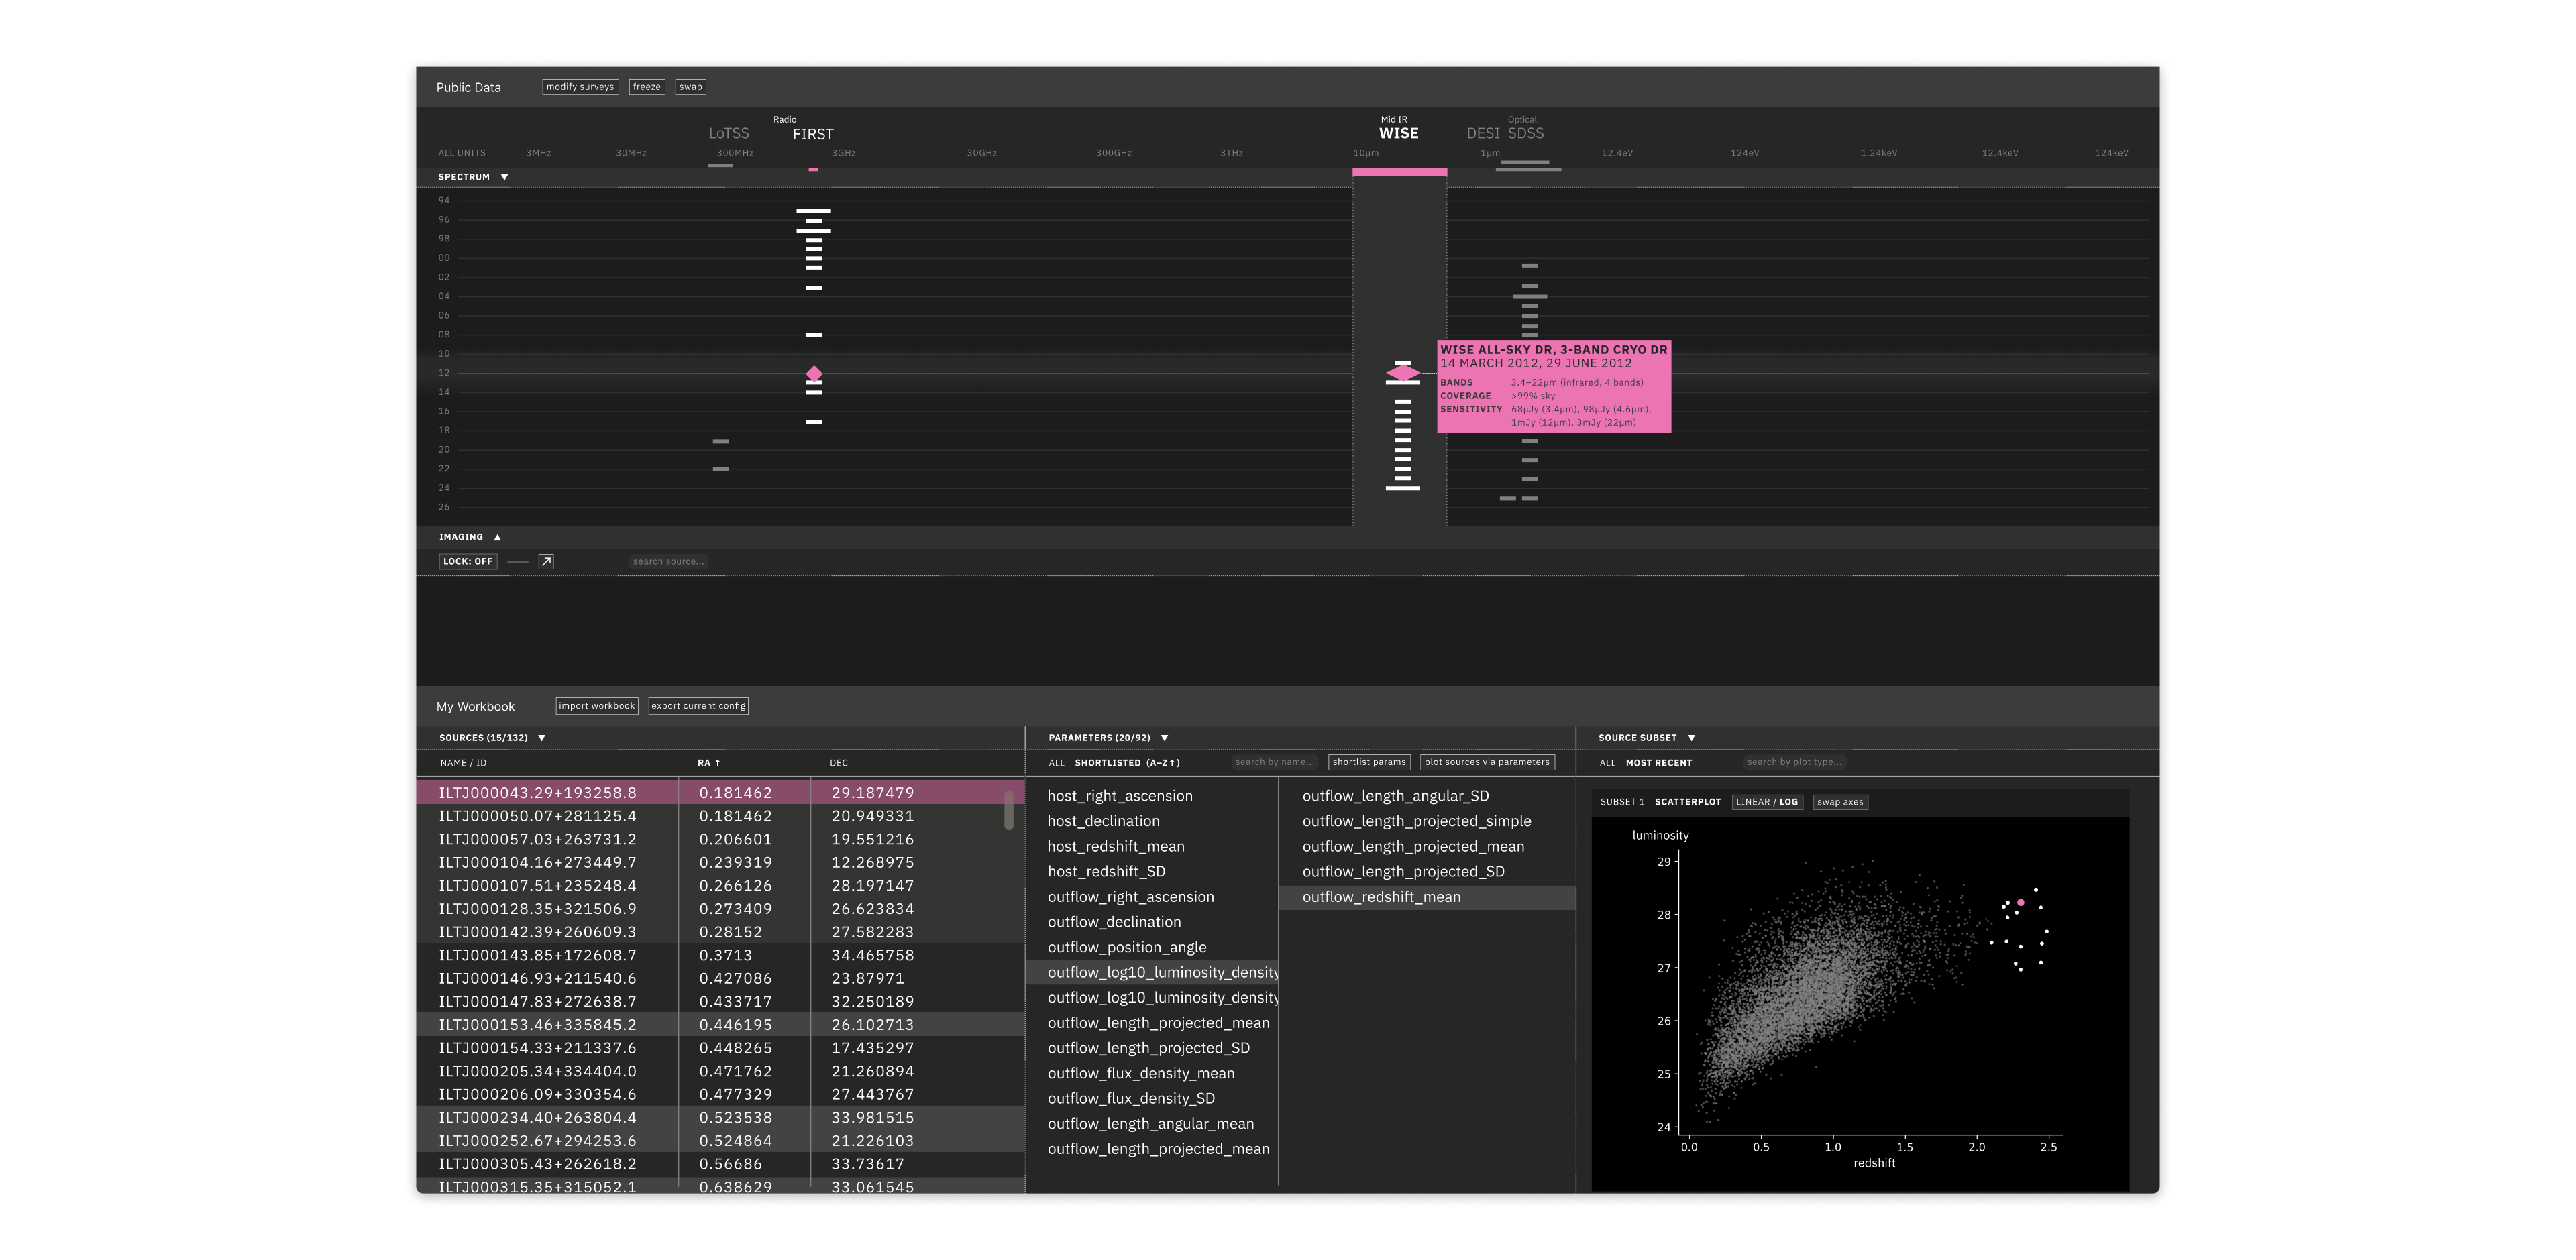 Public Data modify surveys freeze swap
Radio Mid IR Optical
LoTSS FIRST WISE DESI SDSS
ALL UNITS 3MHz 30MHz 300MHz 3GHz 30GHz 300GHz 3THz 10μm 1μm 12.4eV 124eV 1.24keV 12.4keV 124keV
SPECTRUM ▼
94
96
98
00
02
04
06
08
10
12
14
16
18
20
22
24
26
WISE ALL-SKY DR, 3-BAND CRYO DR
14 MARCH 2012, 29 JUNE 2012
BANDS 3.4–22μm (infrared, 4 bands)
COVERAGE >99% sky
SENSITIVITY 68μJy (3.4μm), 98μJy (4.6μm),
1mJy (12μm), 3mJy (22μm)
IMAGING ▲
LOCK: OFF search source...
My Workbook import workbook export current config
SOURCES (15/132) ▼
NAME / ID RA ↑ DEC
ILTJ000043.29+193258.8 0.181462 29.187479
ILTJ000050.07+281125.4 0.181462 20.949331
ILTJ000057.03+263731.2 0.206601 19.551216
ILTJ000104.16+273449.7 0.239319 12.268975
ILTJ000107.51+235248.4 0.266126 28.197147
ILTJ000128.35+321506.9 0.273409 26.623834
ILTJ000142.39+260609.3 0.28152 27.582283
ILTJ000143.85+172608.7 0.3713 34.465758
ILTJ000146.93+211540.6 0.427086 23.87971
ILTJ000147.83+272638.7 0.433717 32.250189
ILTJ000153.46+335845.2 0.446195 26.102713
ILTJ000154.33+211337.6 0.448265 17.435297
ILTJ000205.34+334404.0 0.471762 21.260894
ILTJ000206.09+330354.6 0.477329 27.443767
ILTJ000234.40+263804.4 0.523538 33.981515
ILTJ000252.67+294253.6 0.524864 21.226103
ILTJ000305.43+262618.2 0.56686 33.73617
ILTJ000315.35+315052.1 0.638629 33.061545
PARAMETERS (20/92) ▼
ALL SHORTLISTED (A–Z↑) search by name... shortlist params plot sources via parameters
host_right_ascension
host_declination
host_redshift_mean
host_redshift_SD
outflow_right_ascension
outflow_declination
outflow_position_angle
outflow_log10_luminosity_density
outflow_log10_luminosity_density
outflow_length_projected_mean
outflow_length_projected_SD
outflow_flux_density_mean
outflow_flux_density_SD
outflow_length_angular_mean
outflow_length_projected_mean
outflow_length_angular_SD
outflow_length_projected_simple
outflow_length_projected_mean
outflow_length_projected_SD
outflow_redshift_mean
SOURCE SUBSET ▼
ALL MOST RECENT search by plot type...
SUBSET 1 SCATTERPLOT LINEAR / LOG swap axes
luminosity
29
28
27
26
25
24
0.0 0.5 1.0 1.5 2.0 2.5
redshift